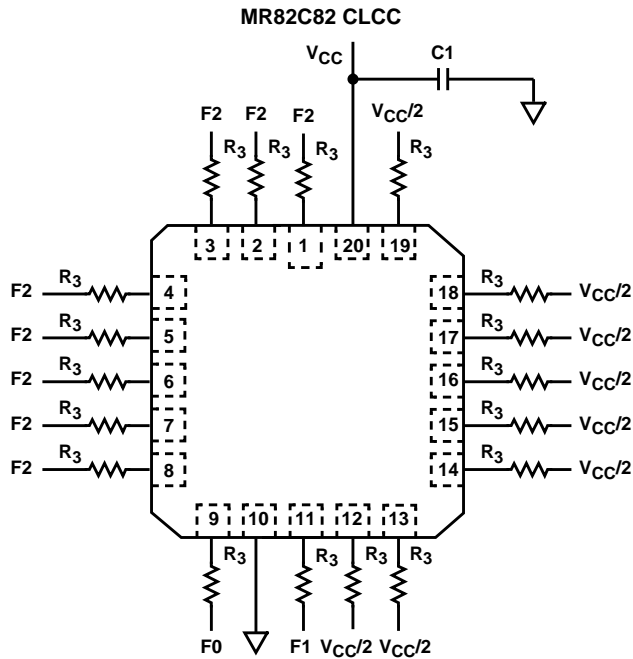 MR82C82 CLCC
VCC
C1
F2 F2 F2 VCC/2
R3 R3 R3 R3
3 2 1 20 19
F2 R3 4 18 R3 VCC/2
F2 R3 5 17 R3 VCC/2
F2 R3 6 16 R3 VCC/2
F2 R3 7 15 R3 VCC/2
F2 R3 8 14 R3 VCC/2
9 10 11 12 13
R3 R3 R3 R3
F0 F1 VCC/2 VCC/2